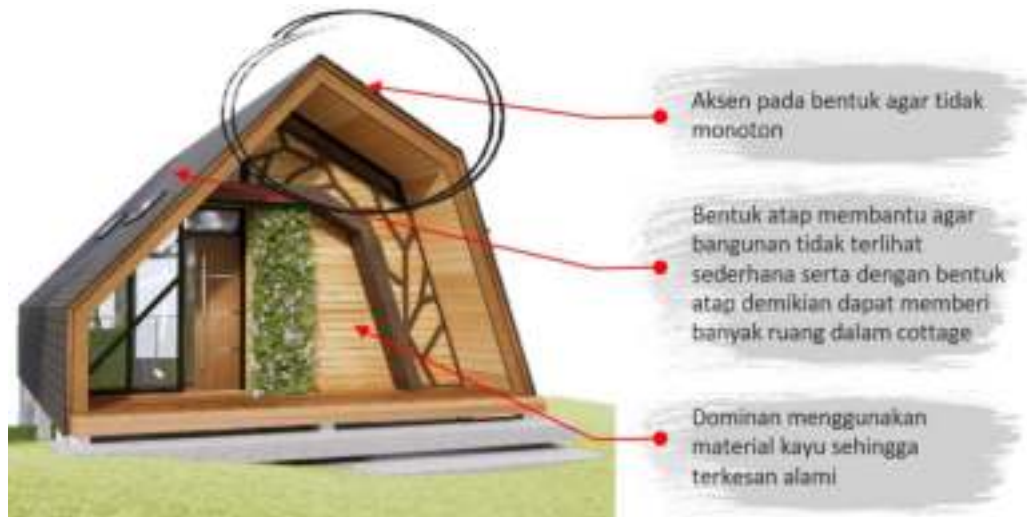 Aksen pada bentuk agar tidak
monoton
Bentuk atap membantu agar
bangunan tidak terlihat
sederhana serta dengan bentuk
atap demikian dapat memberi
banyak ruang dalam cottage
Dominan menggunakan
material kayu sehingga
terkesan alami